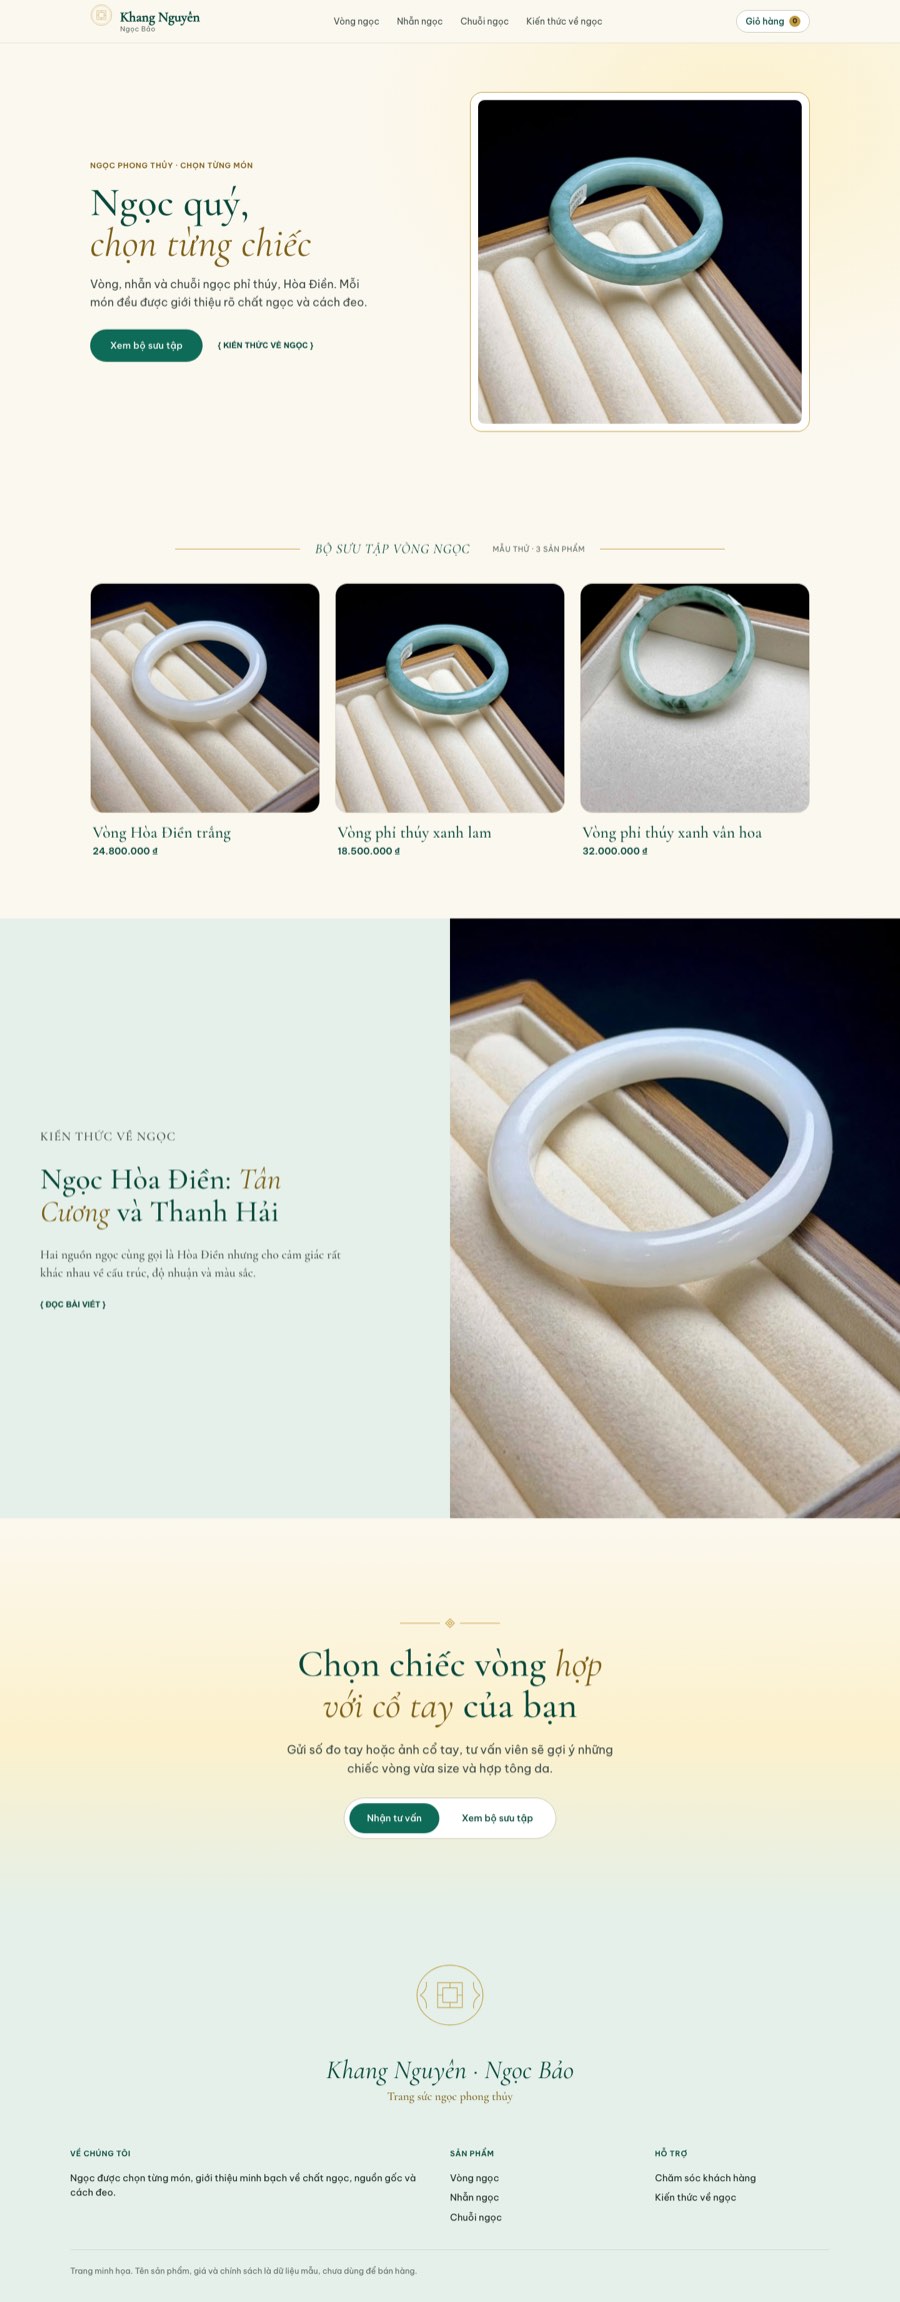 Khang Nguyên
Ngọc Bảo
Vòng ngọc
Nhẫn ngọc
Chuỗi ngọc
Kiến thức về ngọc
Giỏ hàng 0
NGỌC PHONG THỦY · CHỌN TỪNG MÓN
Ngọc quý,
chọn từng chiếc
Vòng, nhẫn và chuỗi ngọc phỉ thúy, Hòa Điền. Mỗi
món đều được giới thiệu rõ chất ngọc và cách đeo.
Xem bộ sưu tập
{ KIẾN THỨC VỀ NGỌC }
BỘ SƯU TẬP VÒNG NGỌC
MẪU THỬ · 3 SẢN PHẨM
Vòng Hòa Điền trắng
24.800.000 ₫
Vòng phỉ thúy xanh lam
18.500.000 ₫
Vòng phỉ thúy xanh vân hoa
32.000.000 ₫
KIẾN THỨC VỀ NGỌC
Ngọc Hòa Điền: Tân
Cương và Thanh Hải
Hai nguồn ngọc cùng gọi là Hòa Điền nhưng cho cảm giác rất
khác nhau về cấu trúc, độ nhuận và màu sắc.
{ ĐỌC BÀI VIẾT }
Chọn chiếc vòng hợp
với cổ tay của bạn
Gửi số đo tay hoặc ảnh cổ tay, tư vấn viên sẽ gợi ý những
chiếc vòng vừa size và hợp tông da.
Nhận tư vấn
Xem bộ sưu tập
Khang Nguyên · Ngọc Bảo
Trang sức ngọc phong thủy
VỀ CHÚNG TÔI
Ngọc được chọn từng món, giới thiệu minh bạch về chất ngọc, nguồn gốc và
cách đeo.
SẢN PHẨM
Vòng ngọc
Nhẫn ngọc
Chuỗi ngọc
HỖ TRỢ
Chăm sóc khách hàng
Kiến thức về ngọc
Trang minh họa. Tên sản phẩm, giá và chính sách là dữ liệu mẫu, chưa dùng để bán hàng.